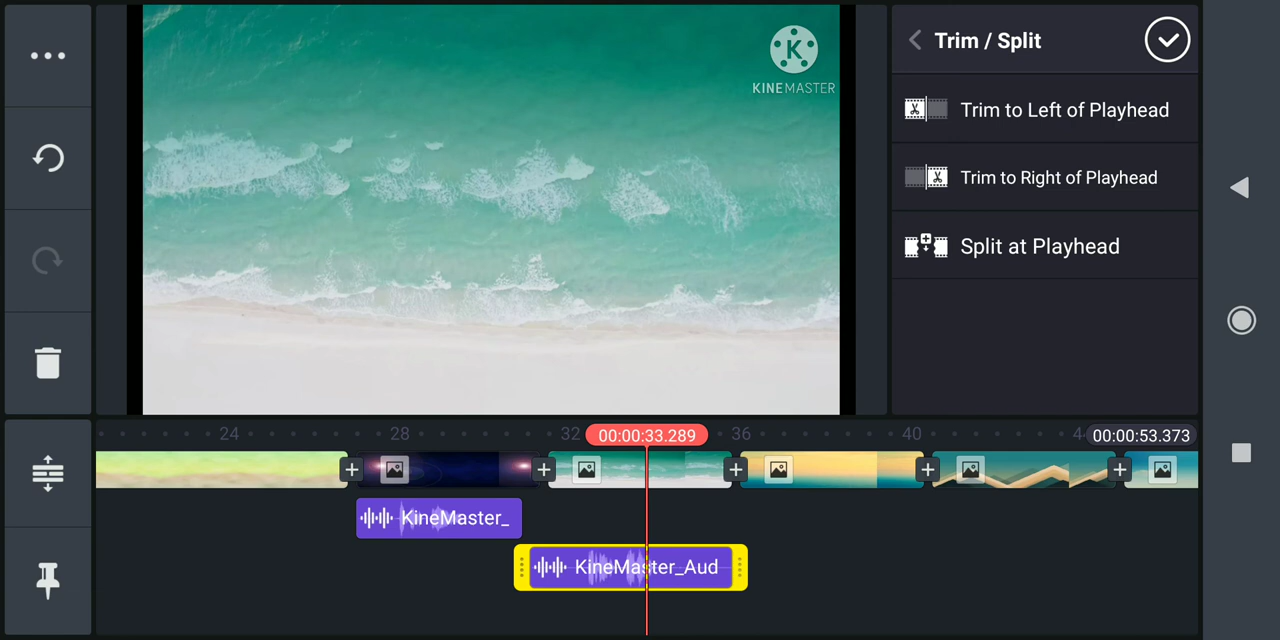 K
KINEMASTER
Trim / Split
Trim to Left of Playhead
Trim to Right of Playhead
Split at Playhead
24
28
32
00:00:33.289
36
40
4
00:00:53.373
KineMaster_
KineMaster_Aud